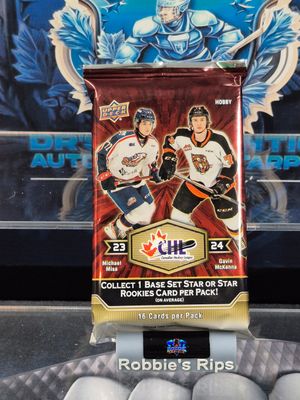 UPPER DECK
HOBBY
23
CHL
24
Canadian Hockey League
Michael Misa
Gavin McKenna
COLLECT 1 BASE SET STAR OR STAR
ROOKIES CARD PER PACK!
(ON AVERAGE)
16 Cards per Pack
Robbie's Rips